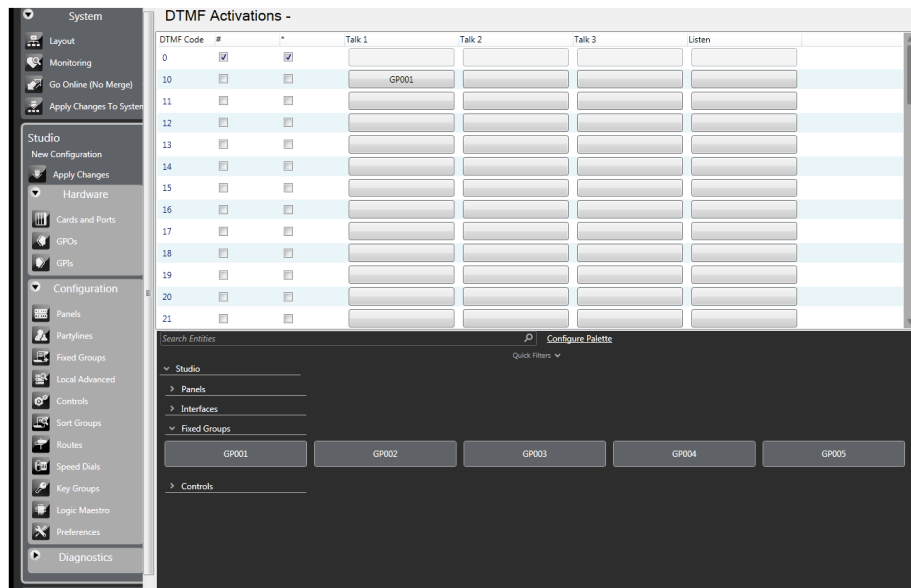 System
Layout
Monitoring
Go Online (No Merge)
Apply Changes To System
Studio
New Configuration
Apply Changes
Hardware
Cards and Ports
GPOs
GPIs
Configuration
Panels
Partylines
Fixed Groups
Local Advanced
Controls
Sort Groups
Routes
Speed Dials
Key Groups
Logic Maestro
Preferences
Diagnostics
DTMF Activations -
DTMF Code # * Talk 1 Talk 2 Talk 3 Listen
0
10 GP001
11
12
13
14
15
16
17
18
19
20
21
Search Entities Configure Palette
Quick Filters
Studio
Panels
Interfaces
Fixed Groups
GP001 GP002 GP003 GP004 GP005
Controls